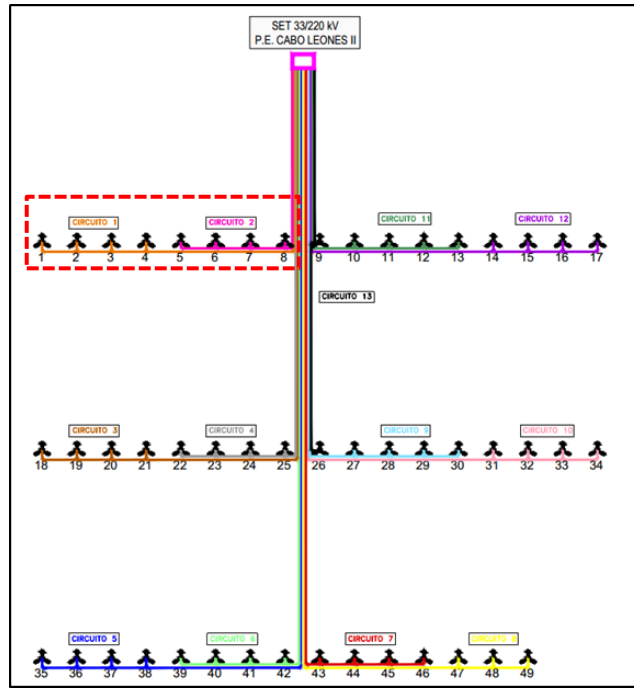 SET 33/220 kV
P.E. CABO LEONES II
CIRCUITO 1
CIRCUITO 2
CIRCUITO 11
CIRCUITO 12
1 2 3 4 5 6 7 8 9 10 11 12 13 14 15 16 17
CIRCUITO 13
CIRCUITO 3
CIRCUITO 4
CIRCUITO 9
CIRCUITO 10
18 19 20 21 22 23 24 25 26 27 28 29 30 31 32 33 34
CIRCUITO 5
CIRCUITO 6
CIRCUITO 7
CIRCUITO 8
35 36 37 38 39 40 41 42 43 44 45 46 47 48 49